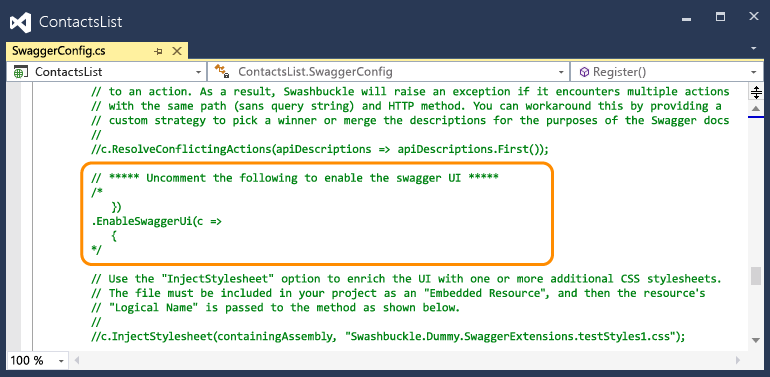 ContactsList
SwaggerConfig.cs
ContactsList
ContactsList.SwaggerConfig
Register()
// to an action. As a result, Swashbuckle will raise an exception if it encounters multiple actions
// with the same path (sans query string) and HTTP method. You can workaround this by providing a
// custom strategy to pick a winner or merge the descriptions for the purposes of the Swagger docs
//
//c.ResolveConflictingActions(apiDescriptions => apiDescriptions.First());
// ***** Uncomment the following to enable the swagger UI *****
/*
})
.EnableSwaggerUi(c =>
{
*/
// Use the "InjectStylesheet" option to enrich the UI with one or more additional CSS stylesheets.
// The file must be included in your project as an "Embedded Resource", and then the resource's
// "Logical Name" is passed to the method as shown below.
//
//c.InjectStylesheet(containingAssembly, "Swashbuckle.Dummy.SwaggerExtensions.testStyles1.css");
100 %